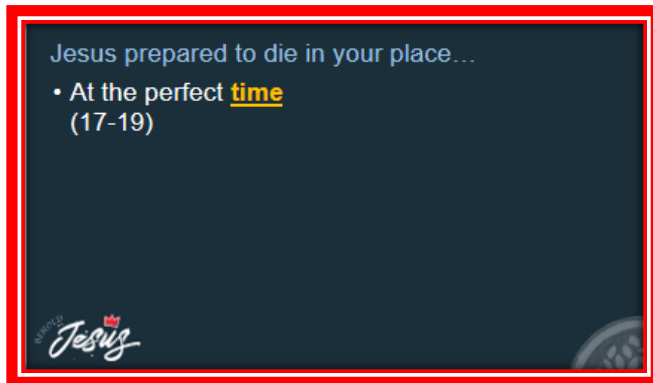 Jesus prepared to die in your place…
• At the perfect time
(17-19)
BEHOLD
Jesus